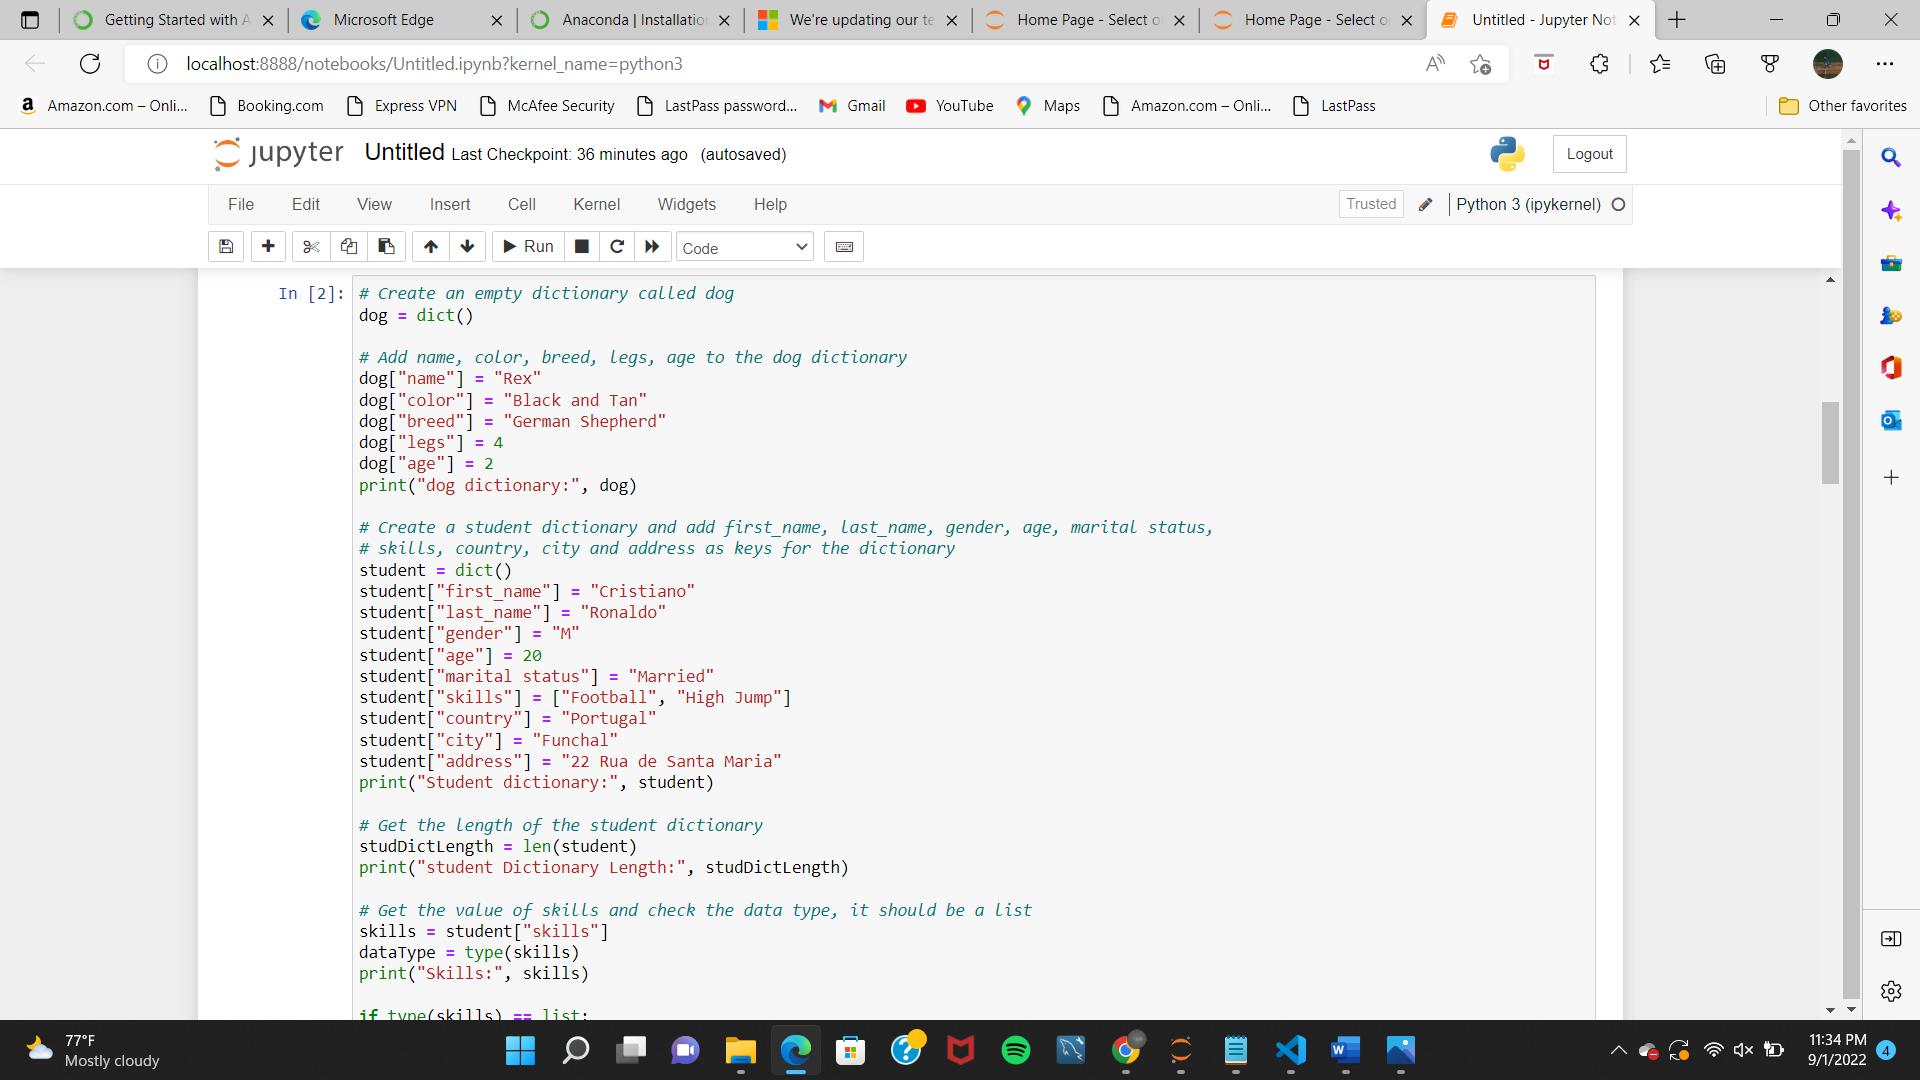 Getting Started with A
Microsoft Edge
Anaconda | Installatio
We're updating our te
Home Page - Select o
Home Page - Select o
Untitled - Jupyter Not
localhost:8888/notebooks/Untitled.ipynb?kernel_name=python3
Amazon.com – Onli...
Booking.com
Express VPN
McAfee Security
LastPass password...
Gmail
YouTube
Maps
Amazon.com – Onli...
LastPass
Other favorites
jupyter Untitled Last Checkpoint: 36 minutes ago (autosaved)
Logout
File Edit View Insert Cell Kernel Widgets Help
Trusted
Python 3 (ipykernel)
Run
Code
In [2]:
# Create an empty dictionary called dog
dog = dict()
# Add name, color, breed, legs, age to the dog dictionary
dog["name"] = "Rex"
dog["color"] = "Black and Tan"
dog["breed"] = "German Shepherd"
dog["legs"] = 4
dog["age"] = 2
print("dog dictionary:", dog)
# Create a student dictionary and add first_name, last_name, gender, age, marital status,
# skills, country, city and address as keys for the dictionary
student = dict()
student["first_name"] = "Cristiano"
student["last_name"] = "Ronaldo"
student["gender"] = "M"
student["age"] = 20
student["marital status"] = "Married"
student["skills"] = ["Football", "High Jump"]
student["country"] = "Portugal"
student["city"] = "Funchal"
student["address"] = "22 Rua de Santa Maria"
print("Student dictionary:", student)
# Get the length of the student dictionary
studDictLength = len(student)
print("student Dictionary Length:", studDictLength)
# Get the value of skills and check the data type, it should be a list
skills = student["skills"]
dataType = type(skills)
print("Skills:", skills)
if type(skills) == list:
77°F
Mostly cloudy
11:34 PM
9/1/2022
4